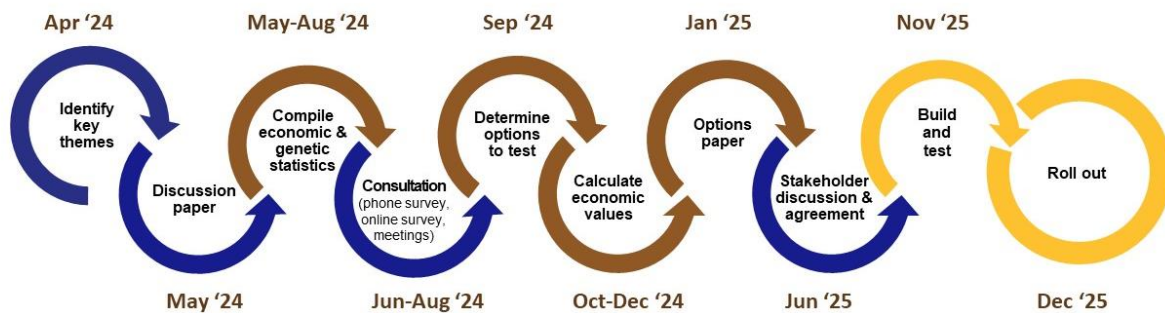 Apr ‘24
May-Aug ‘24
Sep ‘24
Jan ‘25
Nov ‘25
Identify
key
themes
Discussion
paper
Compile
economic &
genetic
statistics
Consultation
(phone survey,
online survey,
meetings)
Determine
options
to test
Calculate
economic
values
Options
paper
Stakeholder
discussion &
agreement
Build
and
test
Roll out
May ‘24
Jun-Aug ‘24
Oct-Dec ‘24
Jun ‘25
Dec ‘25